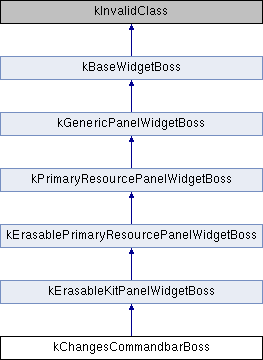 kInvalidClass
kBaseWidgetBoss
kGenericPanelWidgetBoss
kPrimaryResourcePanelWidgetBoss
kErasablePrimaryResourcePanelWidgetBoss
kErasableKitPanelWidgetBoss
kChangesCommandbarBoss